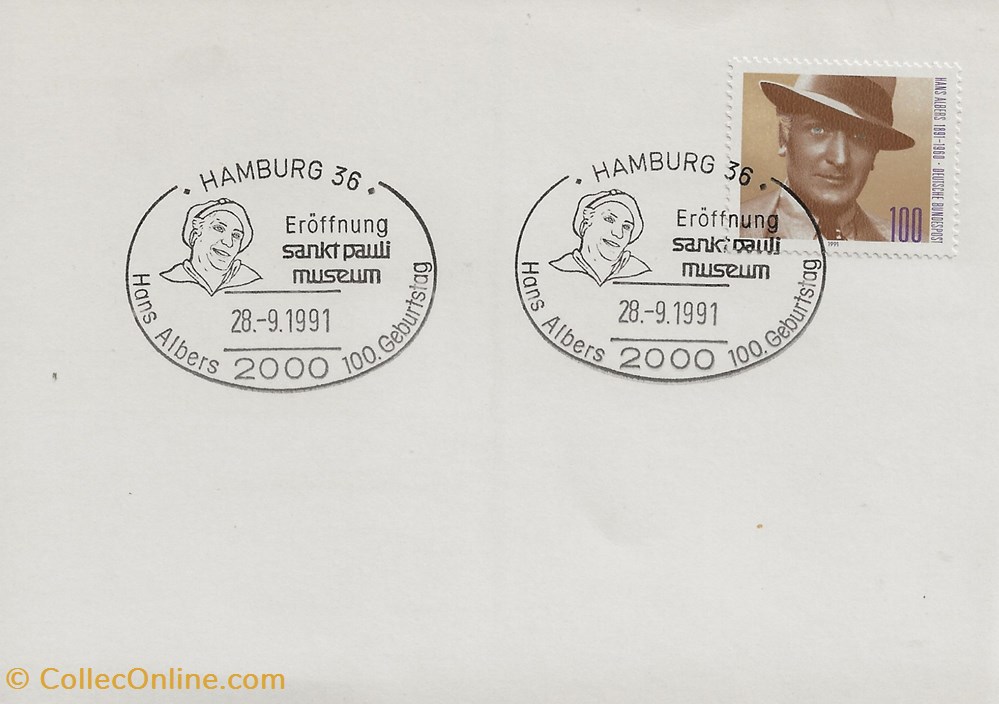 HAMBURG 36
Eröffnung
sankt pauli
museum
28.-9.1991
2000
Hans Albers 100. Geburtstag
HAMBURG 36
Eröffnung
sankt pauli
museum
28.-9.1991
2000
Hans Albers 100. Geburtstag
HANS ALBERS 1891-1960 · DEUTSCHE BUNDESPOST
100
1991
© CollecOnline.com